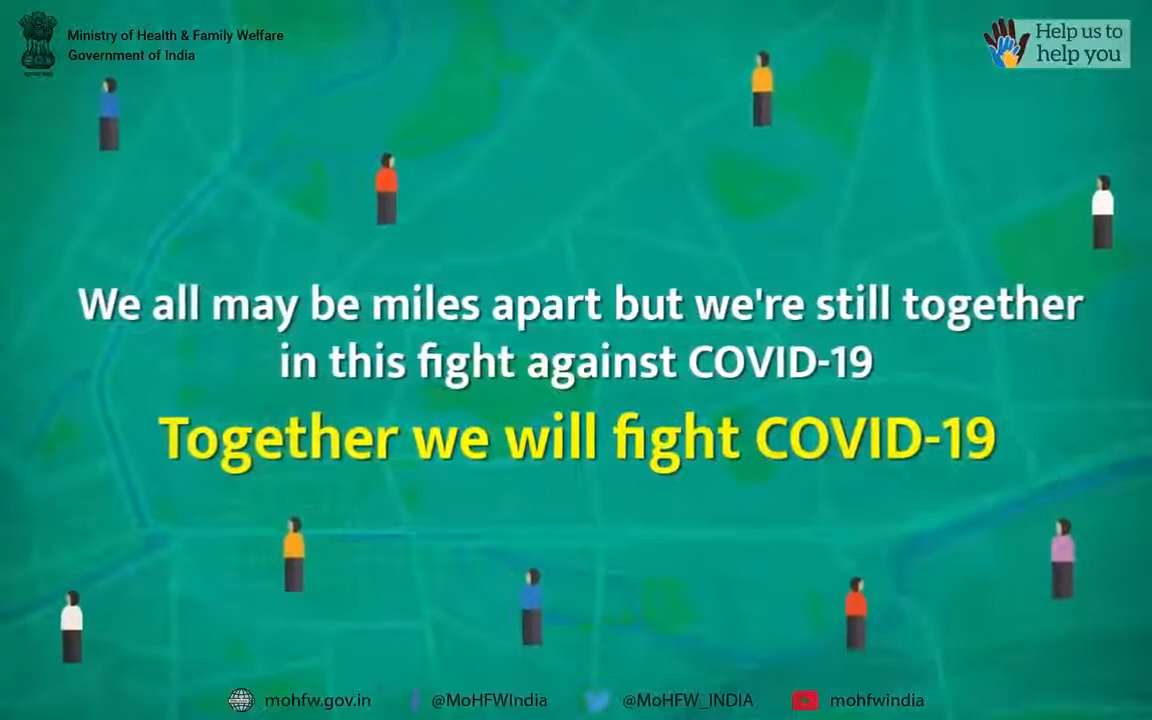 Ministry of Health & Family Welfare
Government of India
Help us to
help you
We all may be miles apart but we're still together
in this fight against COVID-19
Together we will fight COVID-19
mohfw.gov.in @MoHFWIndia @MoHFW_INDIA mohfwindia